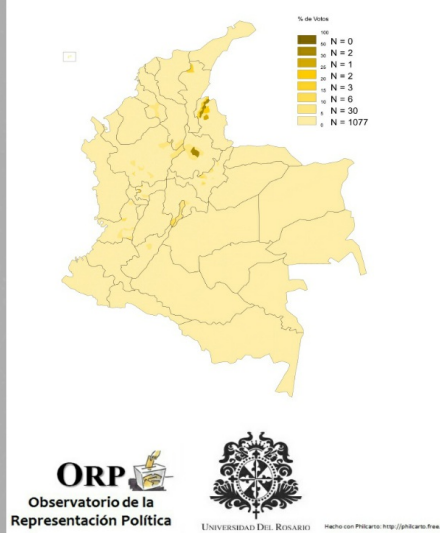 % de Votos
100
N = 0
50
N = 2
30
N = 1
25
N = 2
20
N = 3
15
N = 6
10
N = 30
5
N = 1077
0
ORP
Observatorio de la
Representación Política
UNIVERSIDAD DEL ROSARIO
Hecho con Philcarto: http://philcarto.free.